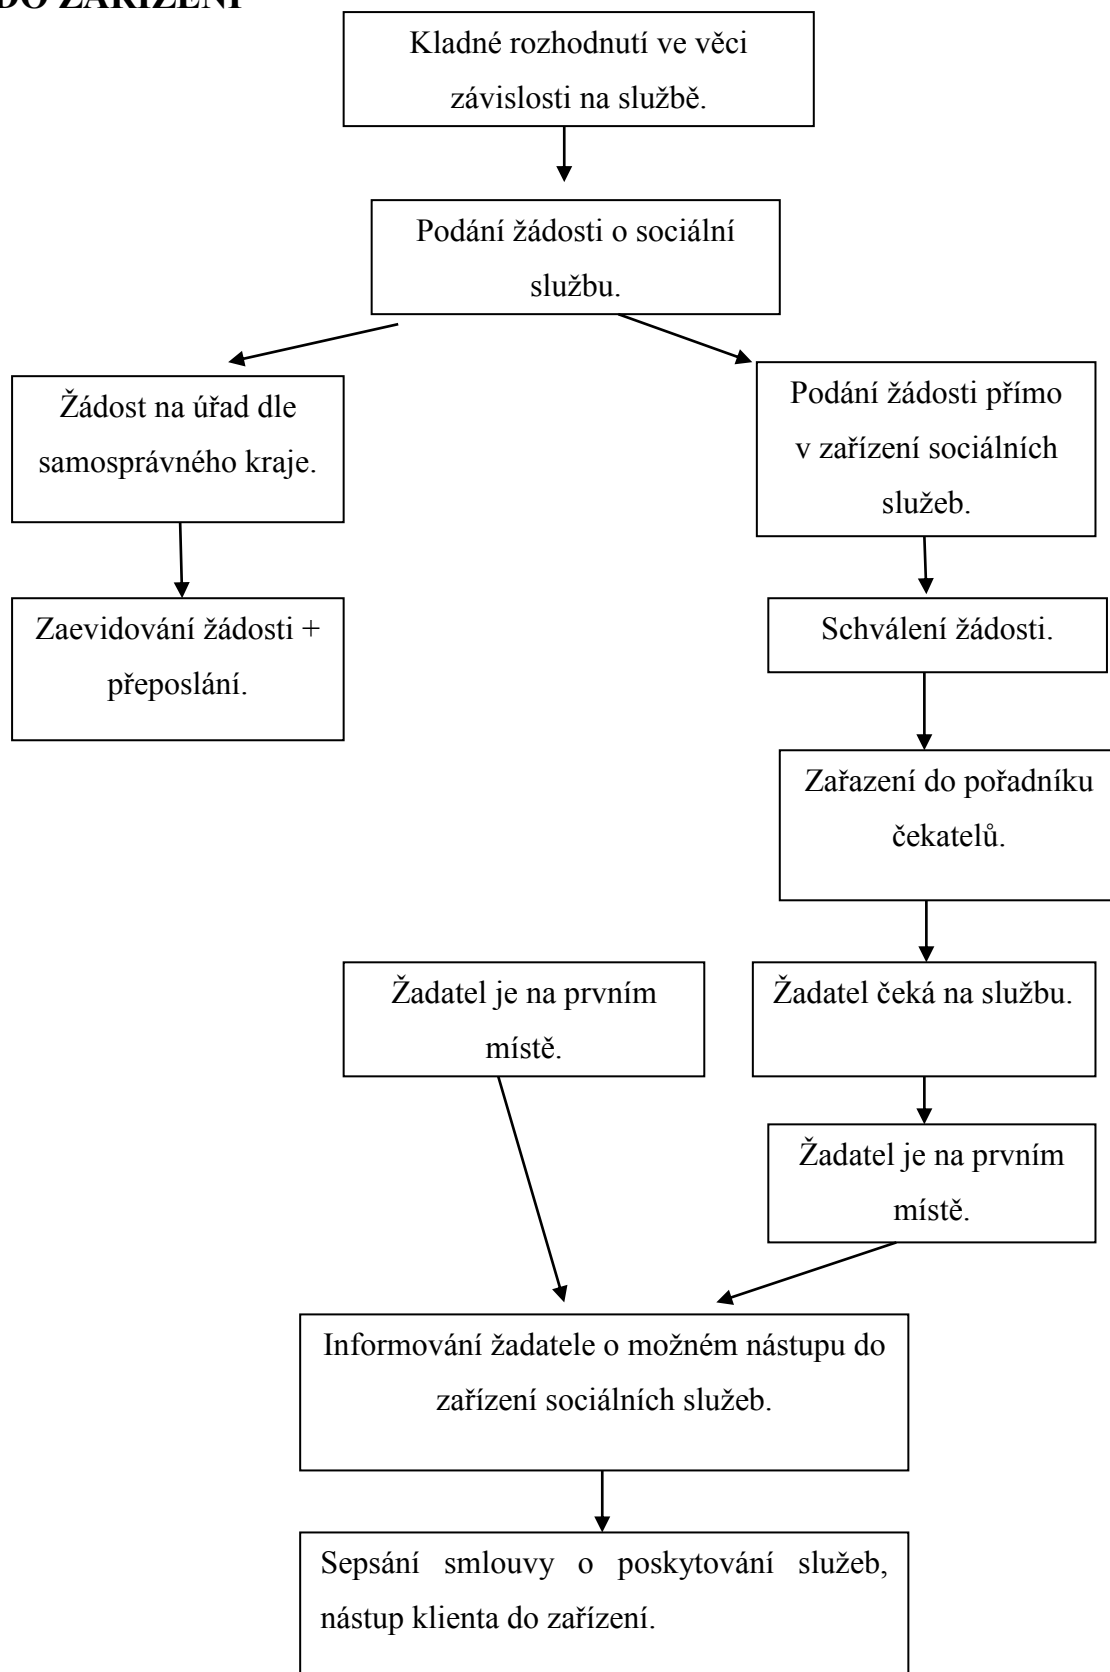 DO ZAŘÍZENÍ
Kladné rozhodnutí ve věci
závislosti na službě.
Podání žádosti o sociální
službu.
Žádost na úřad dle
samosprávného kraje.
Podání žádosti přímo
v zařízení sociálních
služeb.
Zaevidování žádosti +
přeposlání.
Schválení žádosti.
Zařazení do pořadníku
čekatelů.
Žadatel je na prvním
místě.
Žadatel čeká na službu.
Žadatel je na prvním
místě.
Informování žadatele o možném nástupu do
zařízení sociálních služeb.
Sepsání smlouvy o poskytování služeb,
nástup klienta do zařízení.